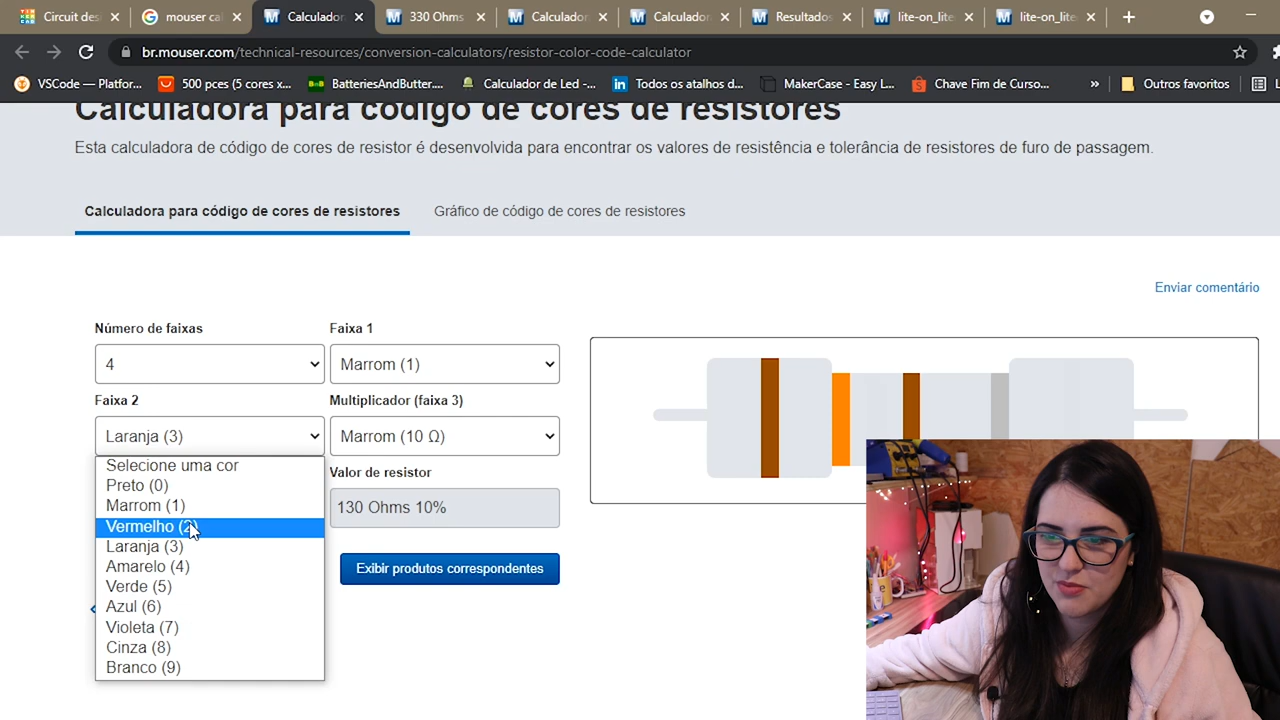 Circuit des
mouser cal
Calculador
330 Ohms
Calculador
Calculador
Resultados
lite-on_lite
lite-on_lite
br.mouser.com/technical-resources/conversion-calculators/resistor-color-code-calculator
VSCode — Platfor...
500 pces (5 cores x...
BatteriesAndButter....
Calculador de Led -...
Todos os atalhos d...
MakerCase - Easy L...
Chave Fim de Curso...
»
Outros favoritos
Calculadora para código de cores de resistores
Esta calculadora de código de cores de resistor é desenvolvida para encontrar os valores de resistência e tolerância de resistores de furo de passagem.
Calculadora para código de cores de resistores
Gráfico de código de cores de resistores
Enviar comentário
Número de faixas
Faixa 1
4
Marrom (1)
Faixa 2
Multiplicador (faixa 3)
Laranja (3)
Marrom (10 Ω)
Selecione uma cor
Preto (0)
Marrom (1)
Vermelho (2)
Laranja (3)
Amarelo (4)
Verde (5)
Azul (6)
Violeta (7)
Cinza (8)
Branco (9)
Valor de resistor
130 Ohms 10%
Exibir produtos correspondentes